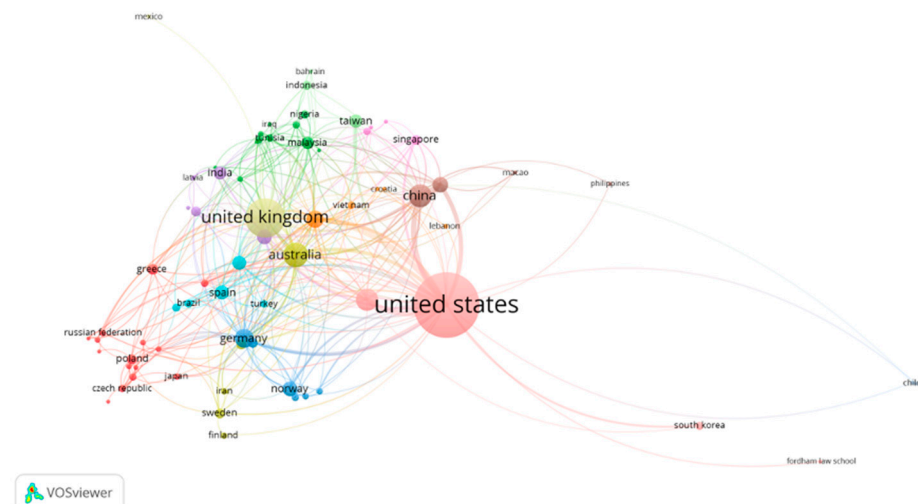 mexico
bahrain
indonesia
nigeria
iraq
taiwan
tunisia
malaysia
singapore
india
latvia
macao
croatia
china
philippines
viet nam
united kingdom
lebanon
australia
greece
spain
brazil
turkey
united states
russian federation
germany
poland
japan
czech republic
iran
norway
chile
sweden
south korea
finland
fordham law school
VOSviewer